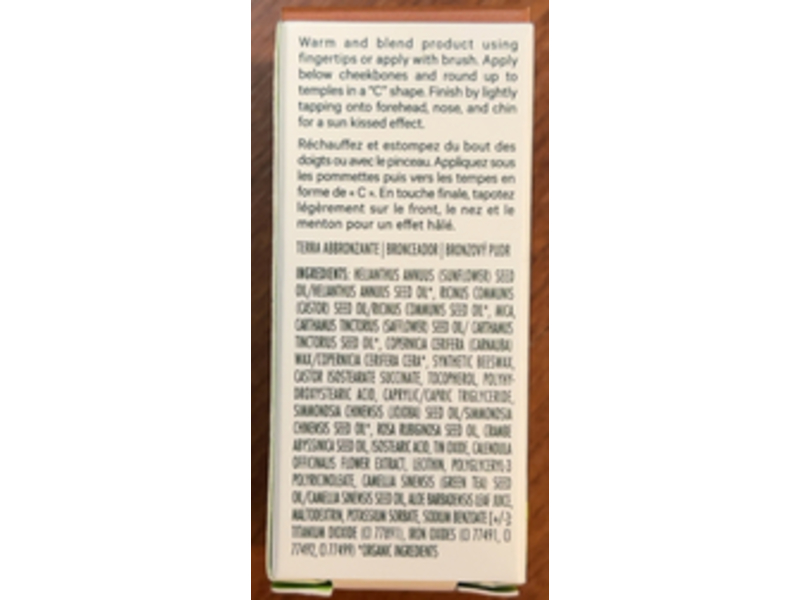 Warm and blend product using
fingertips or apply with brush. Apply
below cheekbones and round up to
temples in a "C" shape. Finish by lightly
tapping onto forehead, nose, and chin
for a sun kissed effect.
Réchauffez et estompez du bout des
doigts ou avec le pinceau. Appliquez sous
les pommettes puis vers les tempes en
forme de « C ». En touche finale, tapotez
légèrement sur le front, le nez et le
menton pour un effet hâlé.
TERRA ABBRONZANTE | BRONCEADOR | BRONZOVÝ PUDR
INGREDIENTS: HELIANTHUS ANNUUS (SUNFLOWER) SEED
OIL/HELIANTHUS ANNUUS SEED OIL*, RICINUS COMMUNIS
(CASTOR) SEED OIL/RICINUS COMMUNIS SEED OIL*, MICA,
CARTHAMUS TINCTORIUS (SAFFLOWER) SEED OIL/ CARTHAMUS
TINCTORIUS SEED OIL*, COPERNICIA CERIFERA (CARNAUBA)
WAX/COPERNICIA CERIFERA CERA*, SYNTHETIC BEESWAX,
CASTOR ISOSTEARATE SUCCINATE, TOCOPHEROL, POLYHY-
DROXYSTEARIC ACID, CAPRYLIC/CAPRIC TRIGLYCERIDE,
SIMMONDSIA CHINENSIS (JOJOBA) SEED OIL/SIMMONDSIA
CHINENSIS SEED OIL*, ROSA RUBIGINOSA SEED OIL, CRAMBE
ABYSSINICA SEED OIL, ISOSTEARIC ACID, TIN OXIDE, CALENDULA
OFFICINALIS FLOWER EXTRACT, LECITHIN, POLYGLYCERYL-3
POLYRICINOLEATE, CAMELLIA SINENSIS (GREEN TEA) SEED
OIL/CAMELLIA SINENSIS SEED OIL, ALOE BARBADENSIS LEAF JUICE,
MALTODEXTRIN, POTASSIUM SORBATE, SODIUM BENZOATE [+/-]:
TITANIUM DIOXIDE (CI 77891), IRON OXIDES (CI 77491, CI
77492, CI 77499) *ORGANIC INGREDIENTS